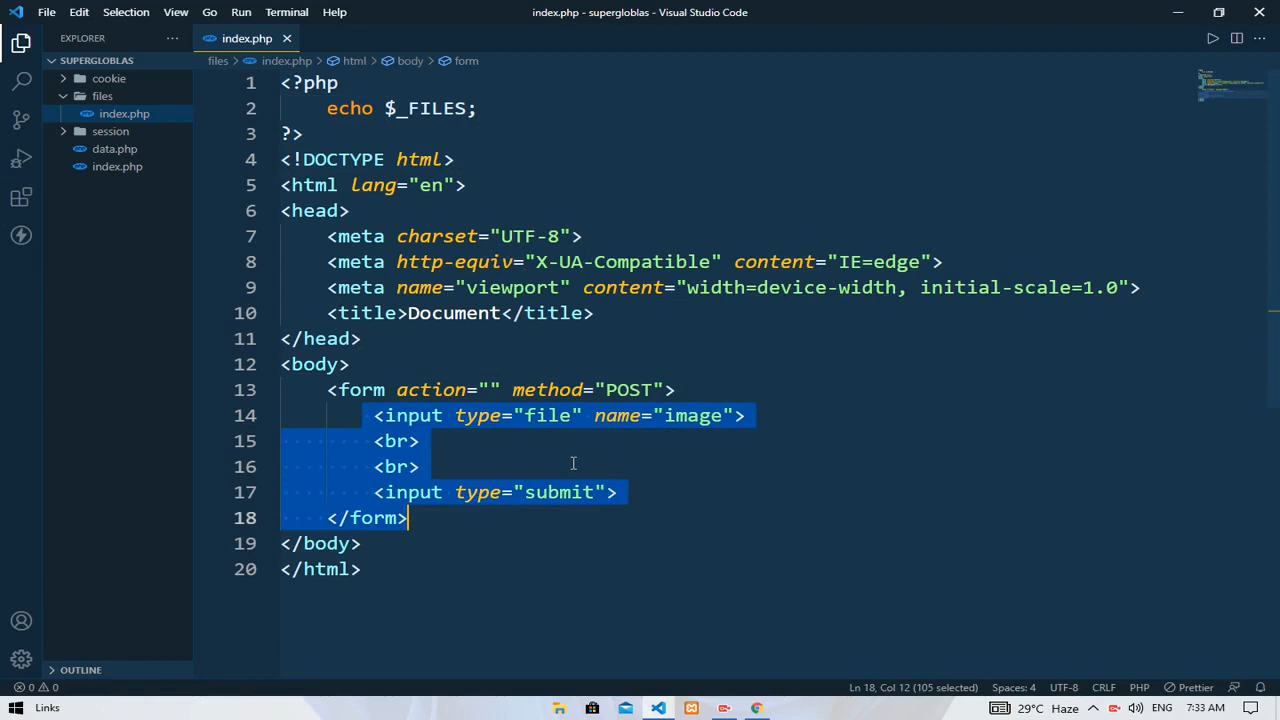 File Edit Selection View Go Run Terminal Help
index.php - supergloblas - Visual Studio Code
EXPLORER
index.php
SUPERGLOBLAS
cookie
files
index.php
session
data.php
index.php
OUTLINE
files > index.php > html > body > form
1 <?php
2 echo $_FILES;
3 ?>
4 <!DOCTYPE html>
5 <html lang="en">
6 <head>
7 <meta charset="UTF-8">
8 <meta http-equiv="X-UA-Compatible" content="IE=edge">
9 <meta name="viewport" content="width=device-width, initial-scale=1.0">
10 <title>Document</title>
11 </head>
12 <body>
13 <form action="" method="POST">
14 <input type="file" name="image">
15 <br>
16 <br>
17 <input type="submit">
18 </form>
19 </body>
20 </html>
0 0
Ln 18, Col 12 (105 selected) Spaces: 4 UTF-8 CRLF PHP Prettier
Links
29°C Haze ENG 7:33 AM